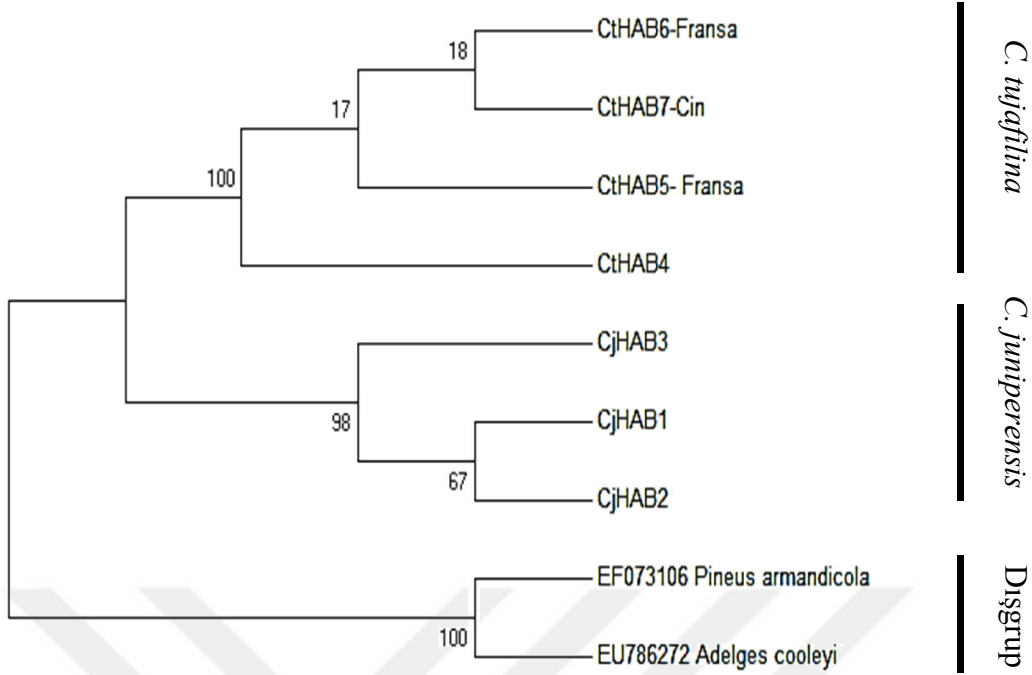 CtHAB6-Fransa
18
CtHAB7-Cin
17
CtHAB5- Fransa
100
CtHAB4
C. tujafilina
CjHAB3
98
CjHAB1
67
CjHAB2
C. juniperensis
EF073106 Pineus armandicola
100
EU786272 Adelges cooleyi
Dışgrup